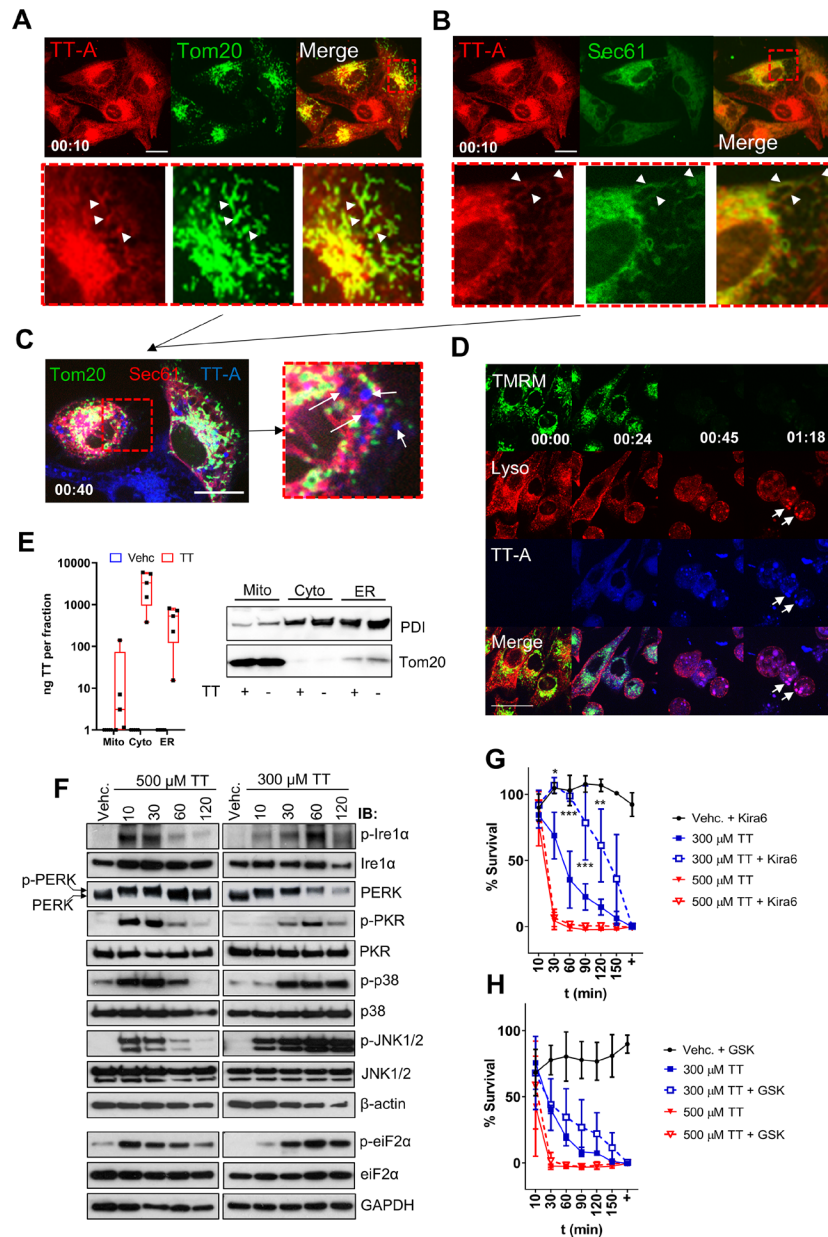 A
TT-A
Tom20
Merge
00:10
B
TT-A
Sec61
Merge
00:10
C
Tom20
Sec61
TT-A
00:40
D
TMRM
00:00
00:24
00:45
01:18
Lyso
TT-A
Merge
E
Vehc
TT
ng TT per fraction
10000
1000
100
10
1
Mito
Cyto
ER
Mito
Cyto
ER
PDI
Tom20
TT
+
-
+
-
+
-
F
500 µM TT
300 µM TT
Vehc.
10
30
60
120
Vehc.
10
30
60
120
IB:
p-Ire1α
Ire1α
p-PERK
PERK
PERK
p-PKR
PKR
p-p38
p38
p-JNK1/2
JNK1/2
β-actin
p-eiF2α
eiF2α
GAPDH
G
% Survival
100
50
0
*
***
***
**
10
30
60
90
120
150
+
t (min)
Vehc. + Kira6
300 µM TT
300 µM TT + Kira6
500 µM TT
500 µM TT + Kira6
H
% Survival
100
50
0
10
30
60
90
120
150
+
t (min)
Vehc. + GSK
300 µM TT
300 µM TT + GSK
500 µM TT
500 µM TT + GSK